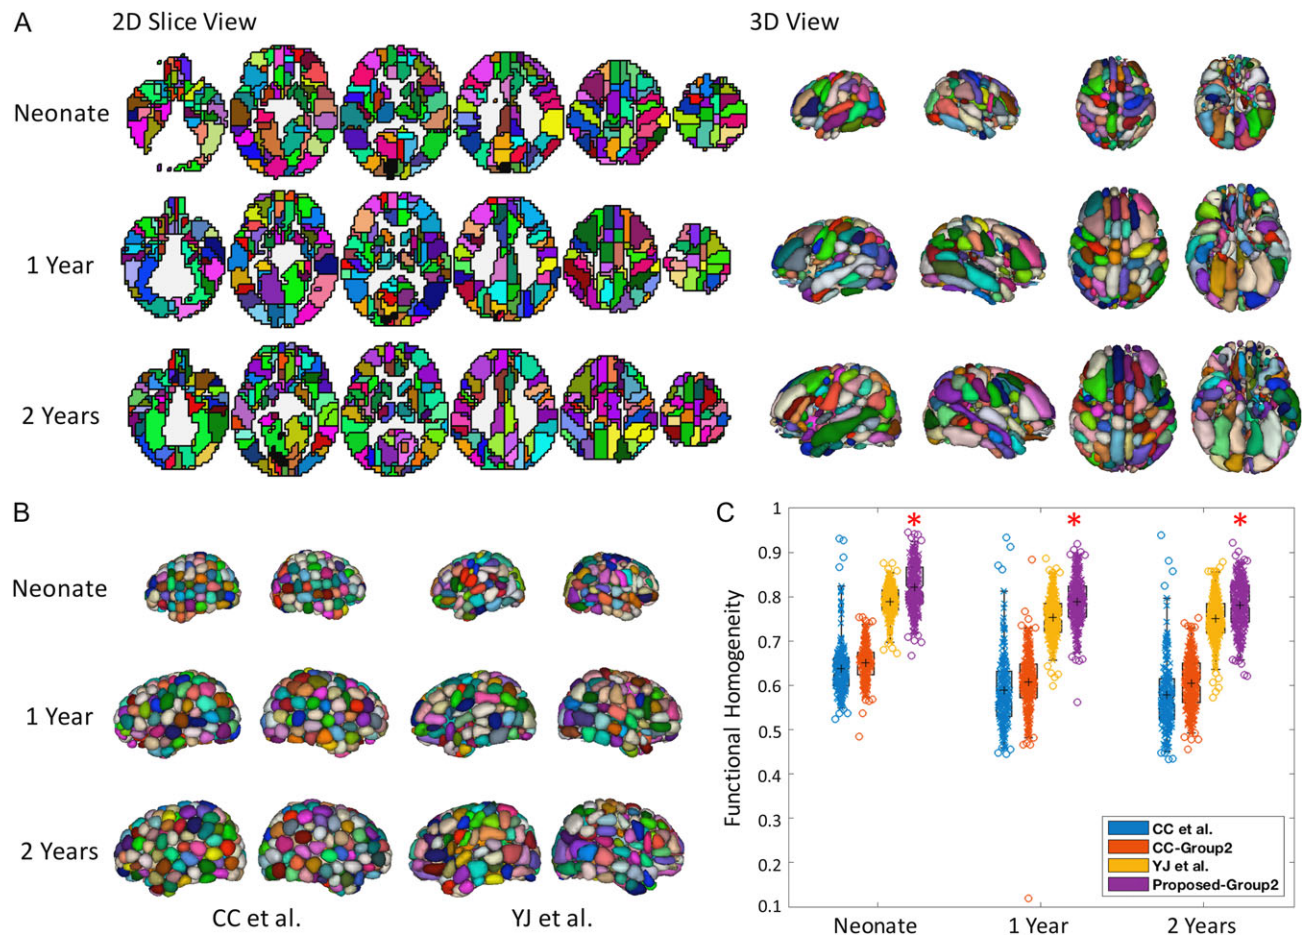 A 2D Slice View 3D View
Neonate
1 Year
2 Years
B
Neonate
1 Year
2 Years
CC et al. YJ et al.
C
Functional Homogeneity
1
0.9
0.8
0.7
0.6
0.5
0.4
0.3
0.2
0.1
* * *
CC et al.
CC-Group2
YJ et al.
Proposed-Group2
Neonate 1 Year 2 Years